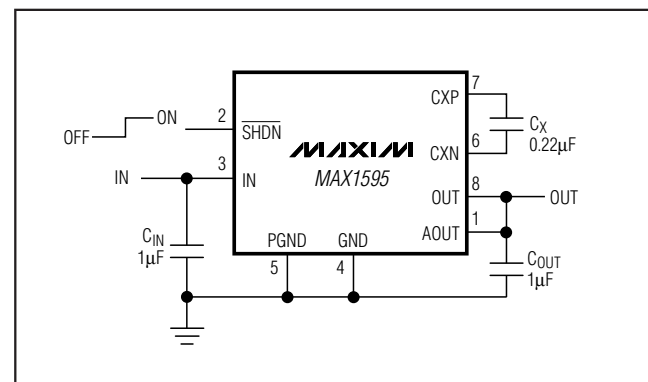 7
CXP
ON
2
OFF
SHDN
CX
0.22µF
MAXIM
6
CXN
3
IN
IN
MAX1595
8
OUT
OUT
1
AOUT
CIN
1µF
PGND
GND
COUT
1µF
5
4